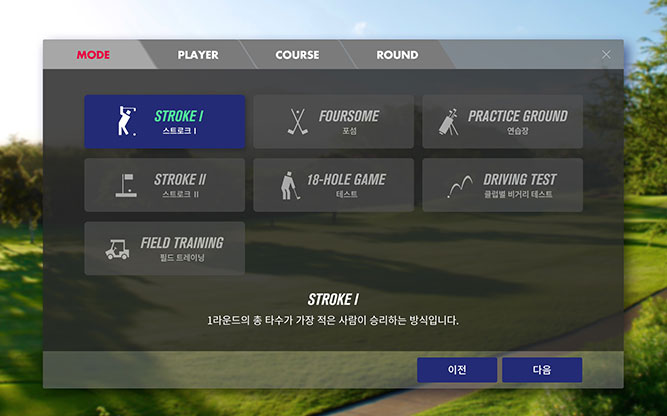 MODE
PLAYER
COURSE
ROUND
STROKE I
스트로크 I
FOURSOME
포섬
PRACTICE GROUND
연습장
STROKE II
스트로크 II
18-HOLE GAME
테스트
DRIVING TEST
클럽별 비거리 테스트
FIELD TRAINING
필드 트레이닝
STROKE I
1라운드의 총 타수가 가장 적은 사람이 승리하는 방식입니다.
이전
다음